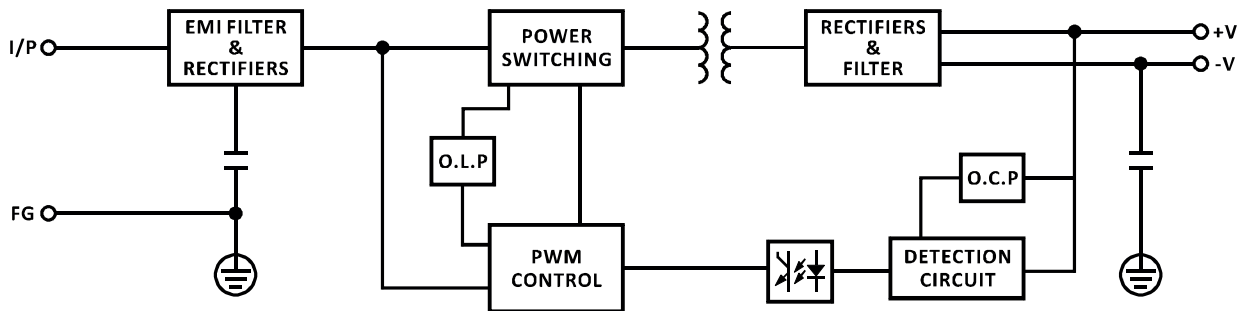 I/P
EMI FILTER
&
RECTIFIERS
POWER
SWITCHING
RECTIFIERS
&
FILTER
+V
-V
O.L.P
O.C.P
FG
PWM
CONTROL
DETECTION
CIRCUIT